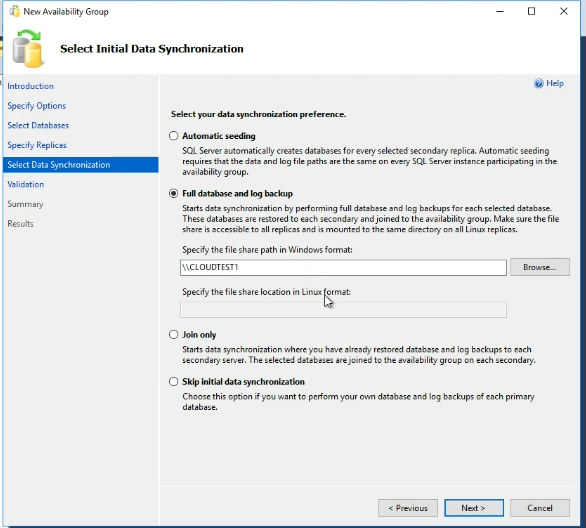 New Availability Group
Select Initial Data Synchronization
Help
Introduction
Specify Options
Select Databases
Specify Replicas
Select Data Synchronization
Validation
Summary
Results
Select your data synchronization preference.
Automatic seeding
SQL Server automatically creates databases for every selected secondary replica. Automatic seeding
requires that the data and log file paths are the same on every SQL Server instance participating in the
availability group.
Full database and log backup
Starts data synchronization by performing full database and log backups for each selected database.
These databases are restored to each secondary and joined to the availability group. Make sure the file
share is accessible to all replicas and is mounted to the same directory on all Linux replicas.
Specify the file share path in Windows format:
\\CLOUDTEST1
Browse...
Specify the file share location in Linux format:
Join only
Starts data synchronization where you have already restored database and log backups to each
secondary server. The selected databases are joined to the availability group on each secondary.
Skip initial data synchronization
Choose this option if you want to perform your own database and log backups of each primary
database.
< Previous
Next >
Cancel